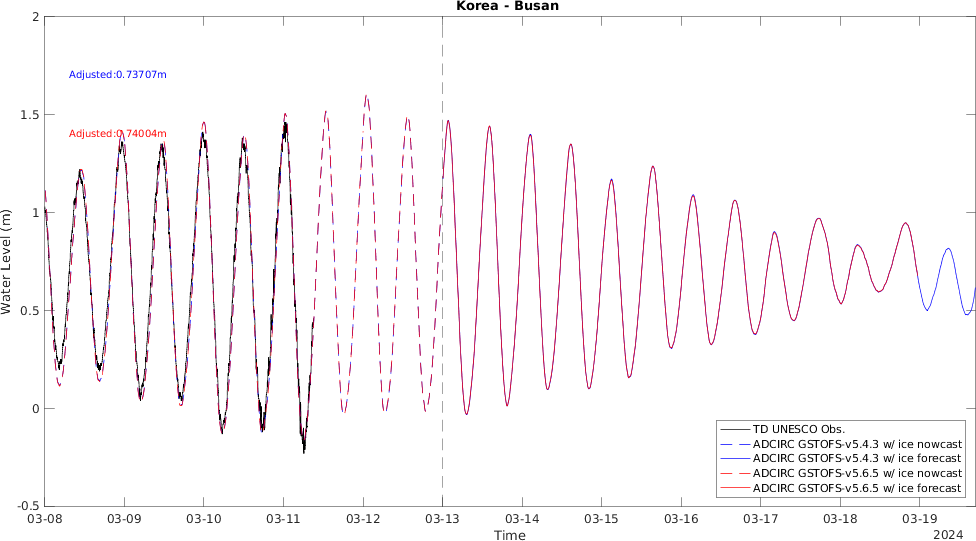 Korea - Busan
2
1.5
1
0.5
0
-0.5
Water Level (m)
Adjusted:0.73707m
Adjusted:0.74004m
TD UNESCO Obs.
ADCIRC GSTOFS-v5.4.3 w/ ice nowcast
ADCIRC GSTOFS-v5.4.3 w/ ice forecast
ADCIRC GSTOFS-v5.6.5 w/ ice nowcast
ADCIRC GSTOFS-v5.6.5 w/ ice forecast
03-08 03-09 03-10 03-11 03-12 03-13 03-14 03-15 03-16 03-17 03-18 03-19
Time
2024